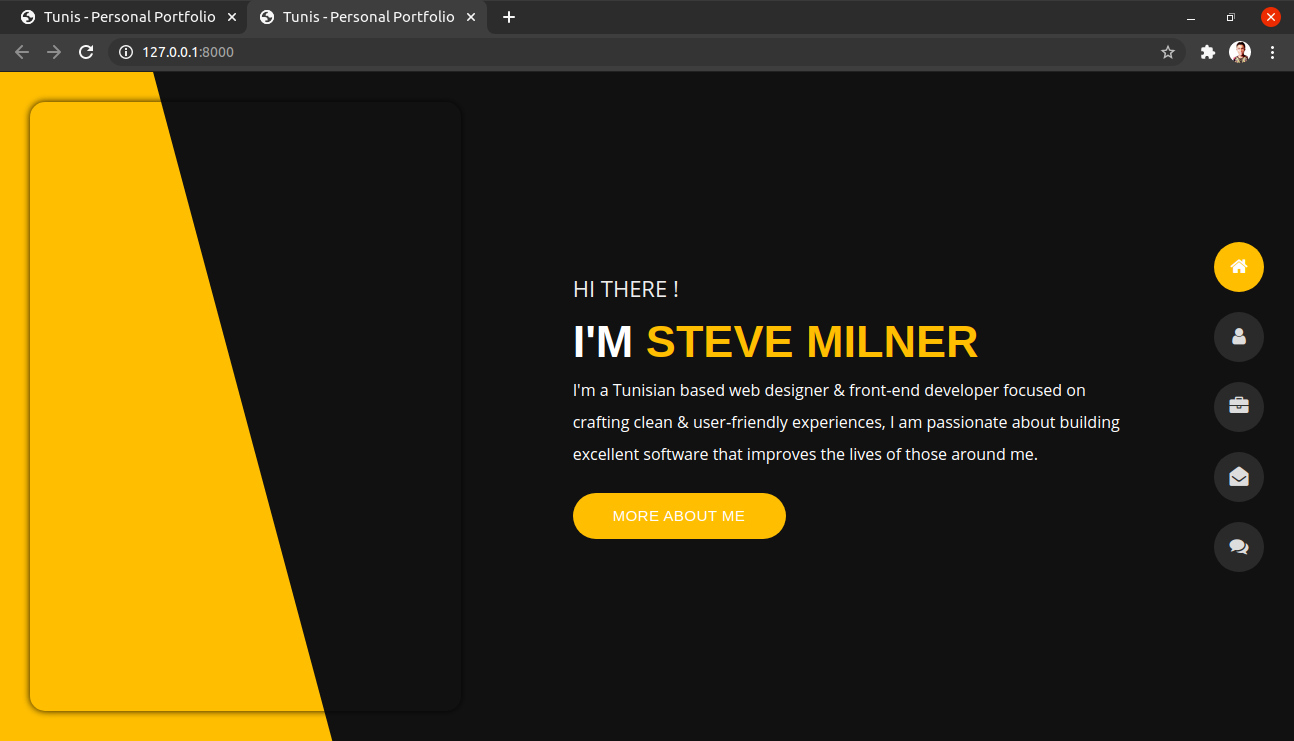 Tunis - Personal Portfolio
Tunis - Personal Portfolio
127.0.0.1:8000
HI THERE !
I'M STEVE MILNER
I'm a Tunisian based web designer & front-end developer focused on
crafting clean & user-friendly experiences, I am passionate about building
excellent software that improves the lives of those around me.
MORE ABOUT ME